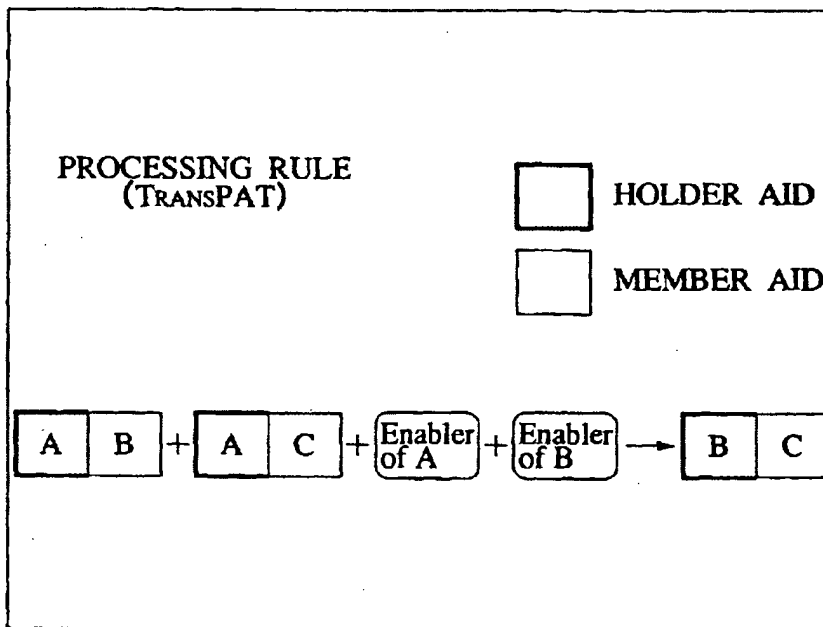 PROCESSING RULE
(TRANSPAT)
HOLDER AID
MEMBER AID
A B + A C + Enabler of A + Enabler of B → B C